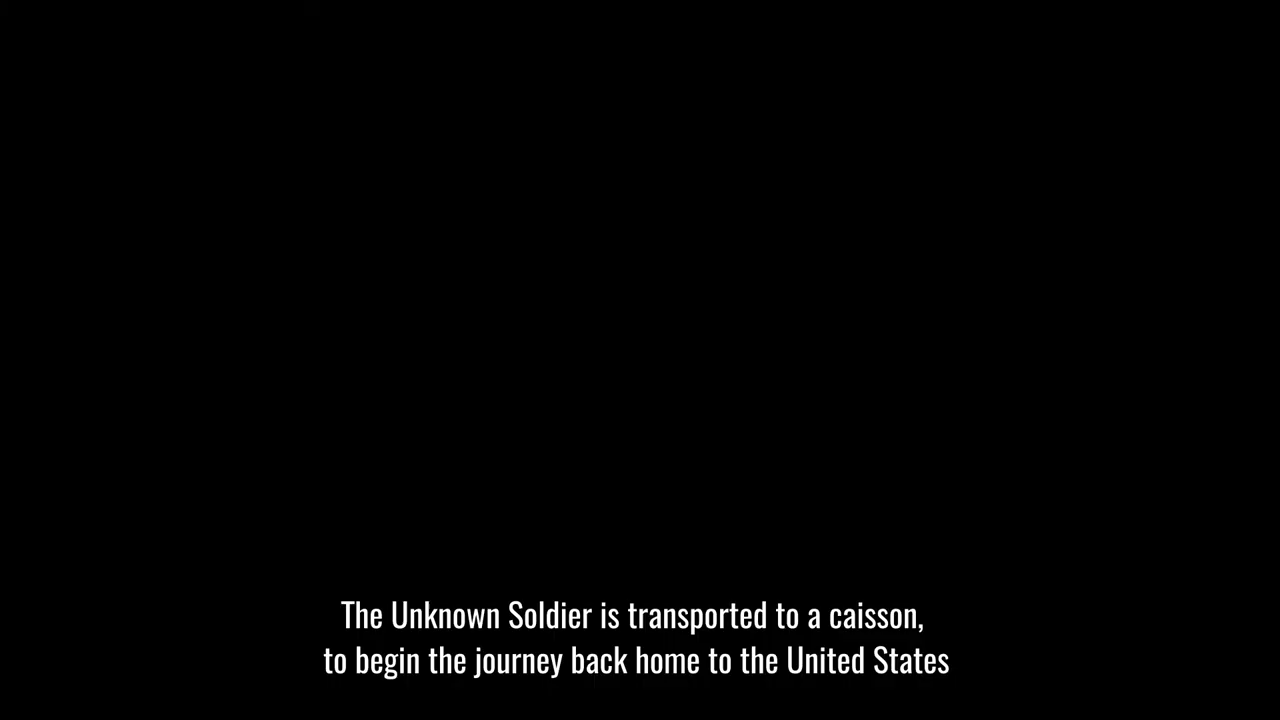 The Unknown Soldier is transported to a caisson,
to begin the journey back home to the United States